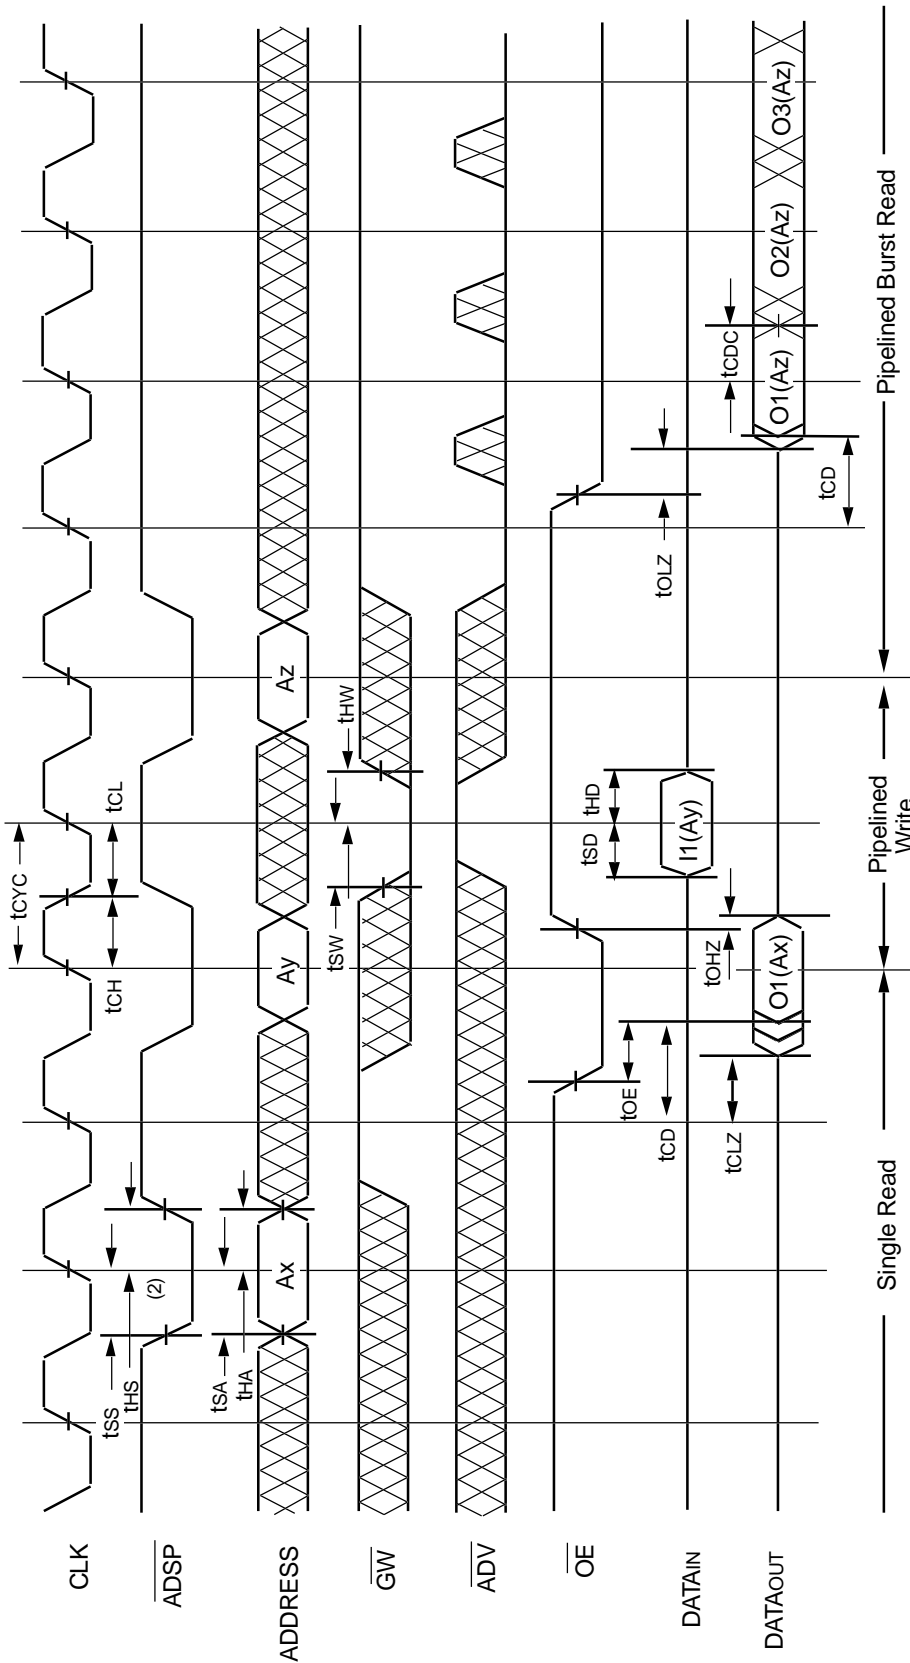 CLK
tCYC
tCH
tCL
ADSP
tSS
tHS
(2)
ADDRESS
tSA
tHA
Ax
Ay
Az
GW
tSW
tHW
ADV
OE
tOE
tOHZ
tOLZ
DATAIN
tCD
tSD
tHD
I1(Ay)
DATAOUT
tCLZ
O1(Ax)
tCD
tCDC
O1(Az)
O2(Az)
O3(Az)
Single Read
Pipelined
Write
Pipelined Burst Read